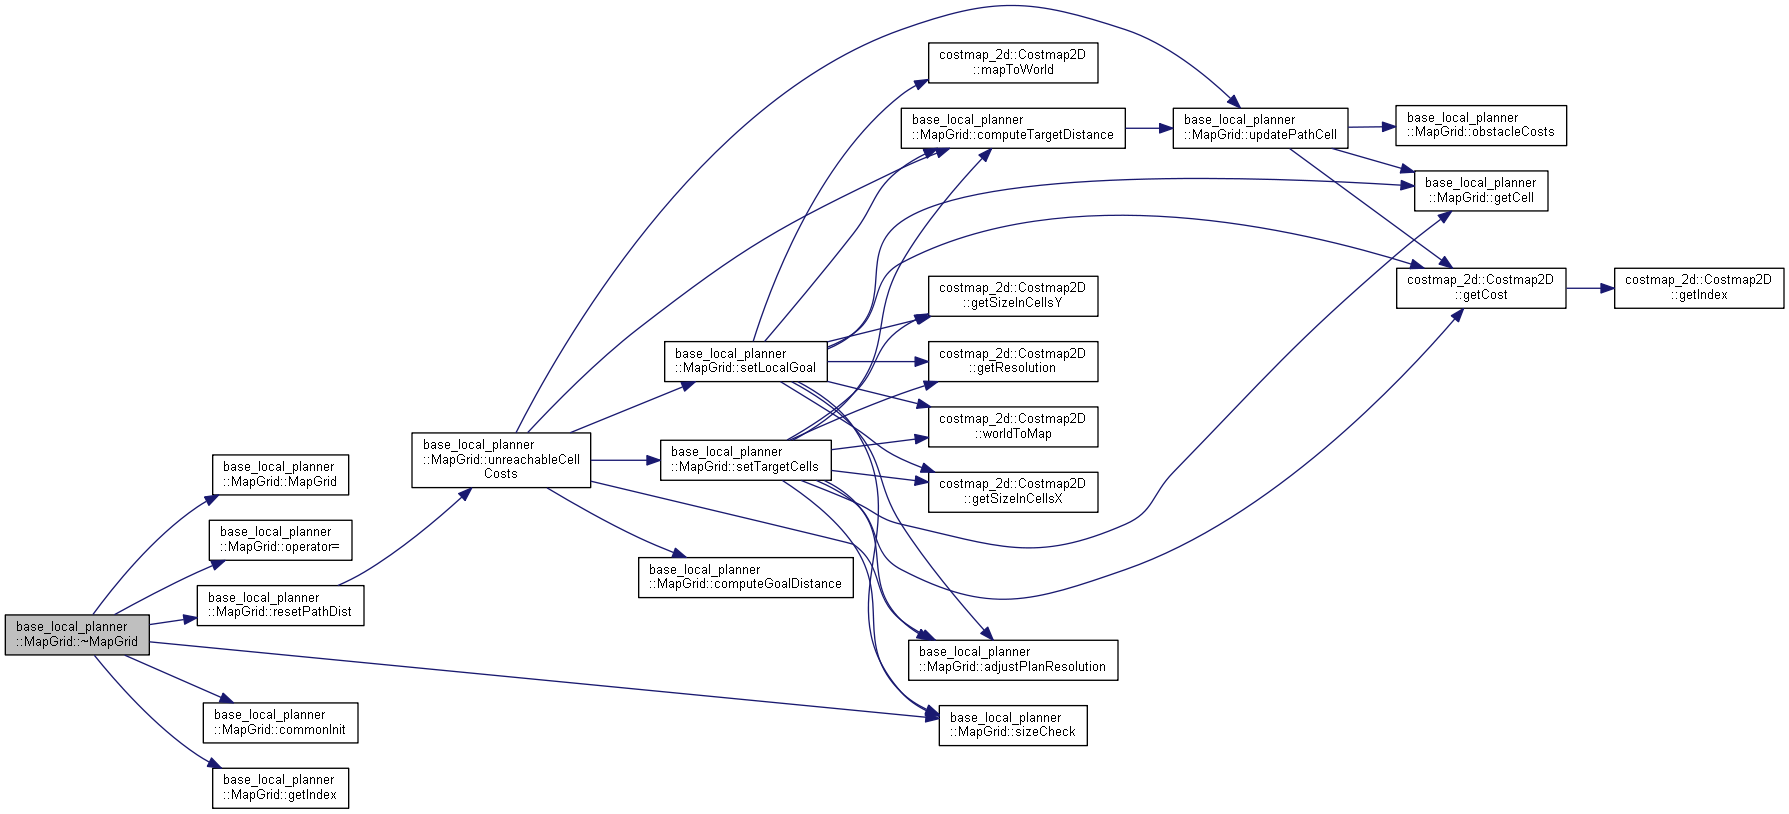 base_local_planner
::MapGrid::~MapGrid
base_local_planner
::MapGrid::MapGrid
base_local_planner
::MapGrid::operator=
base_local_planner
::MapGrid::resetPathDist
base_local_planner
::MapGrid::commonInit
base_local_planner
::MapGrid::getIndex
base_local_planner
::MapGrid::unreachableCell
Costs
base_local_planner
::MapGrid::setLocalGoal
base_local_planner
::MapGrid::setTargetCells
base_local_planner
::MapGrid::computeGoalDistance
costmap_2d::Costmap2D
::mapToWorld
base_local_planner
::MapGrid::computeTargetDistance
costmap_2d::Costmap2D
::getSizeInCellsY
costmap_2d::Costmap2D
::getResolution
costmap_2d::Costmap2D
::worldToMap
costmap_2d::Costmap2D
::getSizeInCellsX
base_local_planner
::MapGrid::adjustPlanResolution
base_local_planner
::MapGrid::sizeCheck
base_local_planner
::MapGrid::updatePathCell
base_local_planner
::MapGrid::obstacleCosts
base_local_planner
::MapGrid::getCell
costmap_2d::Costmap2D
::getCost
costmap_2d::Costmap2D
::getIndex